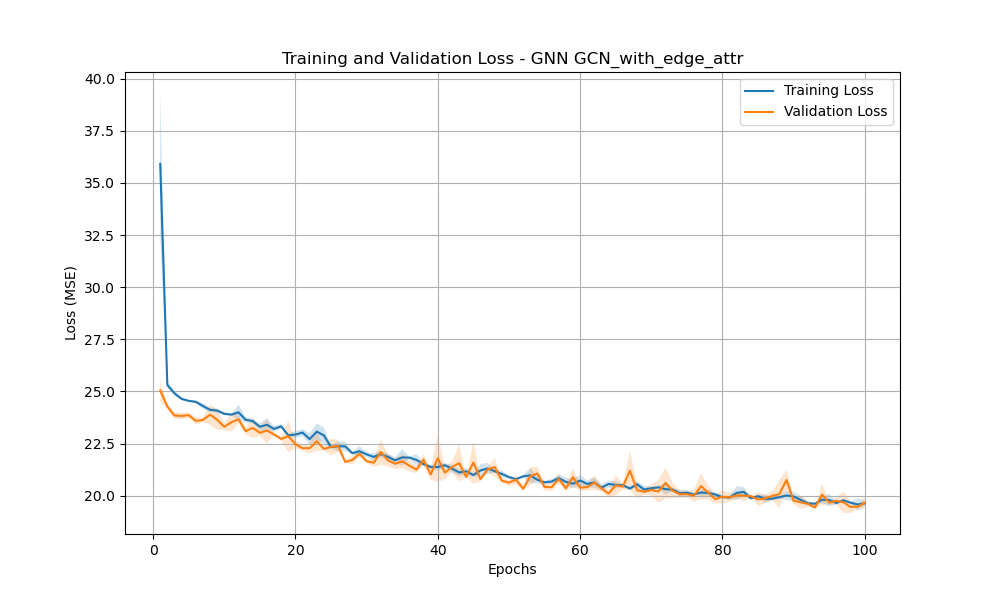 Training and Validation Loss - GNN GCN_with_edge_attr
Training Loss
Validation Loss
Loss (MSE)
40.0
37.5
35.0
32.5
30.0
27.5
25.0
22.5
20.0
0 20 40 60 80 100
Epochs